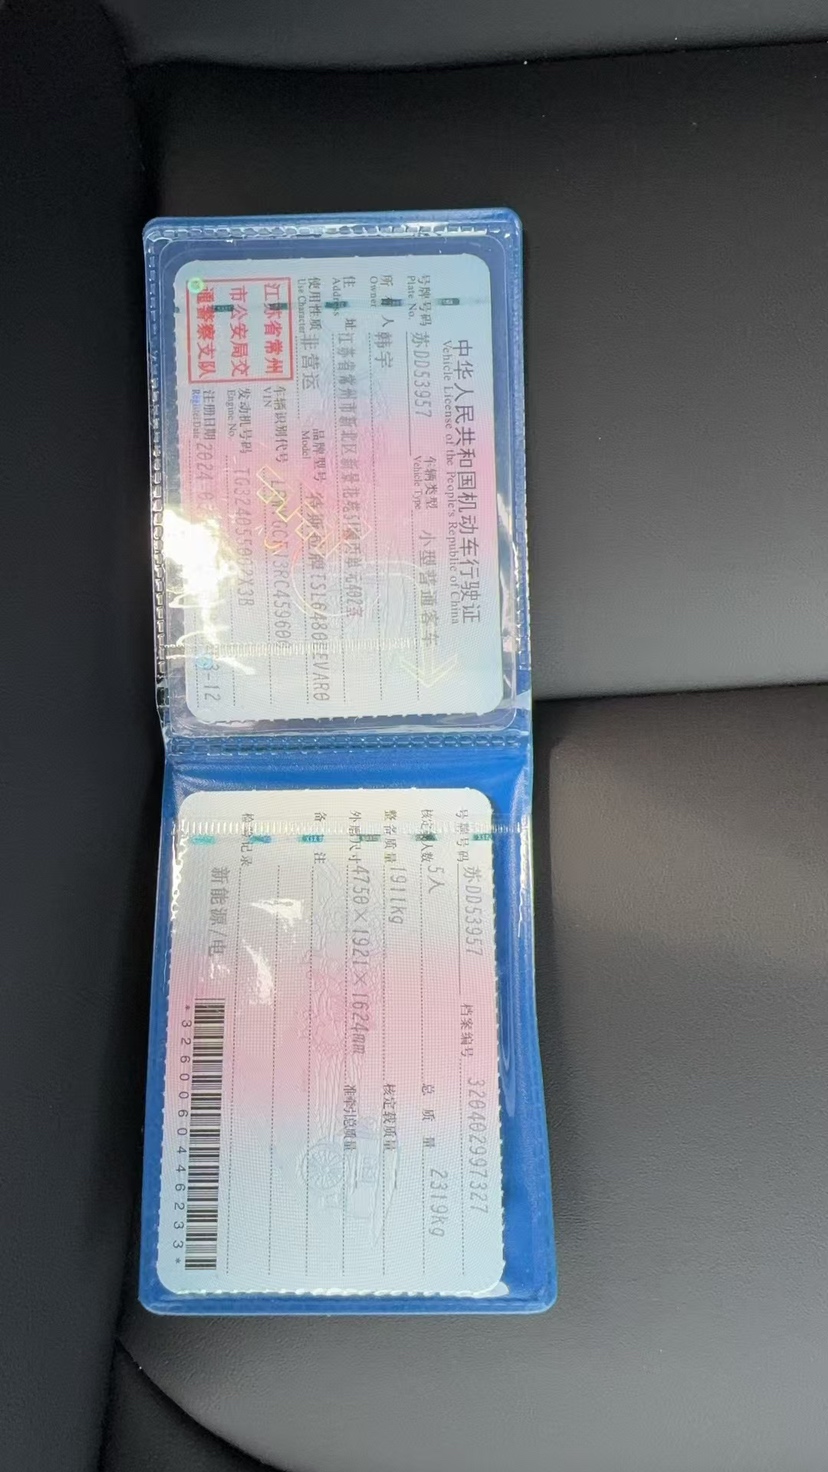 中华人民共和国机动车行驶证
Vehicle License of the People's Republic of China
号牌号码 苏DD53957 车辆类型 小型普通客车
Plate No. Vehicle Type
所 人 韩宇
Owner
住 址 江苏省常州市新北区
Address
使用性质 非营运 品牌型号
Use Character Model
江苏省常州
市公安局交
通警察支队
车辆识别代号
VIN
发动机号码
Engine No.
注册日期
号牌号码 苏DD53957 档案编号 320402997327
核定 人数 5人 总 质 量 2319kg
整备质量 1911kg 核定载质量
外廓尺寸 4750×1921×1624mm 准牵引总质量
备 注
检 记录
新能源/电
*3260060446233*